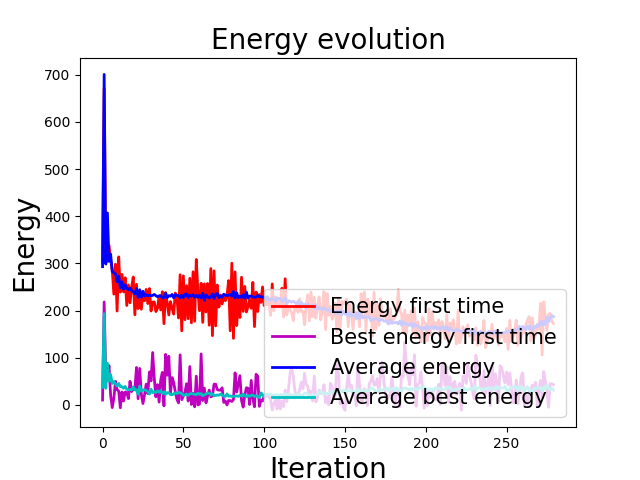 Energy evolution
700
600
500
400
300
200
100
0
Energy
Energy first time
Best energy first time
Average energy
Average best energy
0 50 100 150 200 250
Iteration